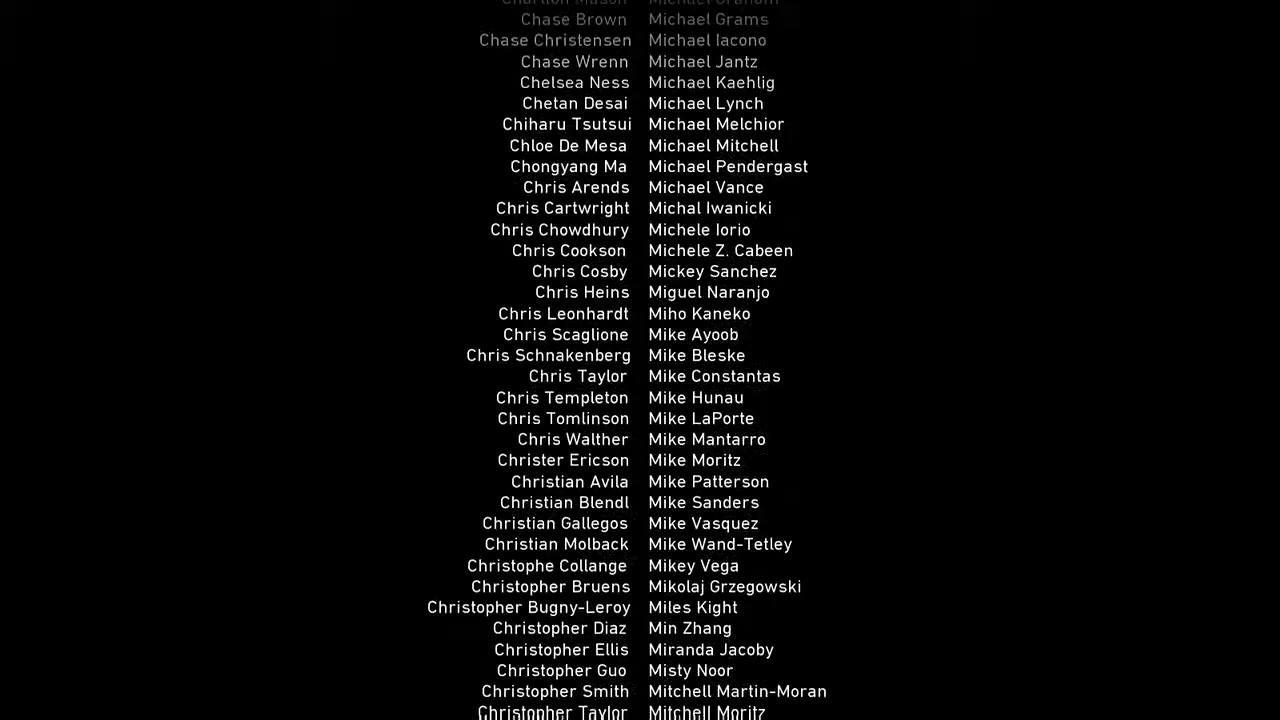 Charlton Mason Michael Graham
Chase Brown Michael Grams
Chase Christensen Michael Iacono
Chase Wrenn Michael Jantz
Chelsea Ness Michael Kaehlig
Chetan Desai Michael Lynch
Chiharu Tsutsui Michael Melchior
Chloe De Mesa Michael Mitchell
Chongyang Ma Michael Pendergast
Chris Arends Michael Vance
Chris Cartwright Michal Iwanicki
Chris Chowdhury Michele Iorio
Chris Cookson Michele Z. Cabeen
Chris Cosby Mickey Sanchez
Chris Heins Miguel Naranjo
Chris Leonhardt Miho Kaneko
Chris Scaglione Mike Ayoob
Chris Schnakenberg Mike Bleske
Chris Taylor Mike Constantas
Chris Templeton Mike Hunau
Chris Tomlinson Mike LaPorte
Chris Walther Mike Mantarro
Christer Ericson Mike Moritz
Christian Avila Mike Patterson
Christian Blendl Mike Sanders
Christian Gallegos Mike Vasquez
Christian Molback Mike Wand-Tetley
Christophe Collange Mikey Vega
Christopher Bruens Mikolaj Grzegowski
Christopher Bugny-Leroy Miles Kight
Christopher Diaz Min Zhang
Christopher Ellis Miranda Jacoby
Christopher Guo Misty Noor
Christopher Smith Mitchell Martin-Moran
Christopher Taylor Mitchell Moritz